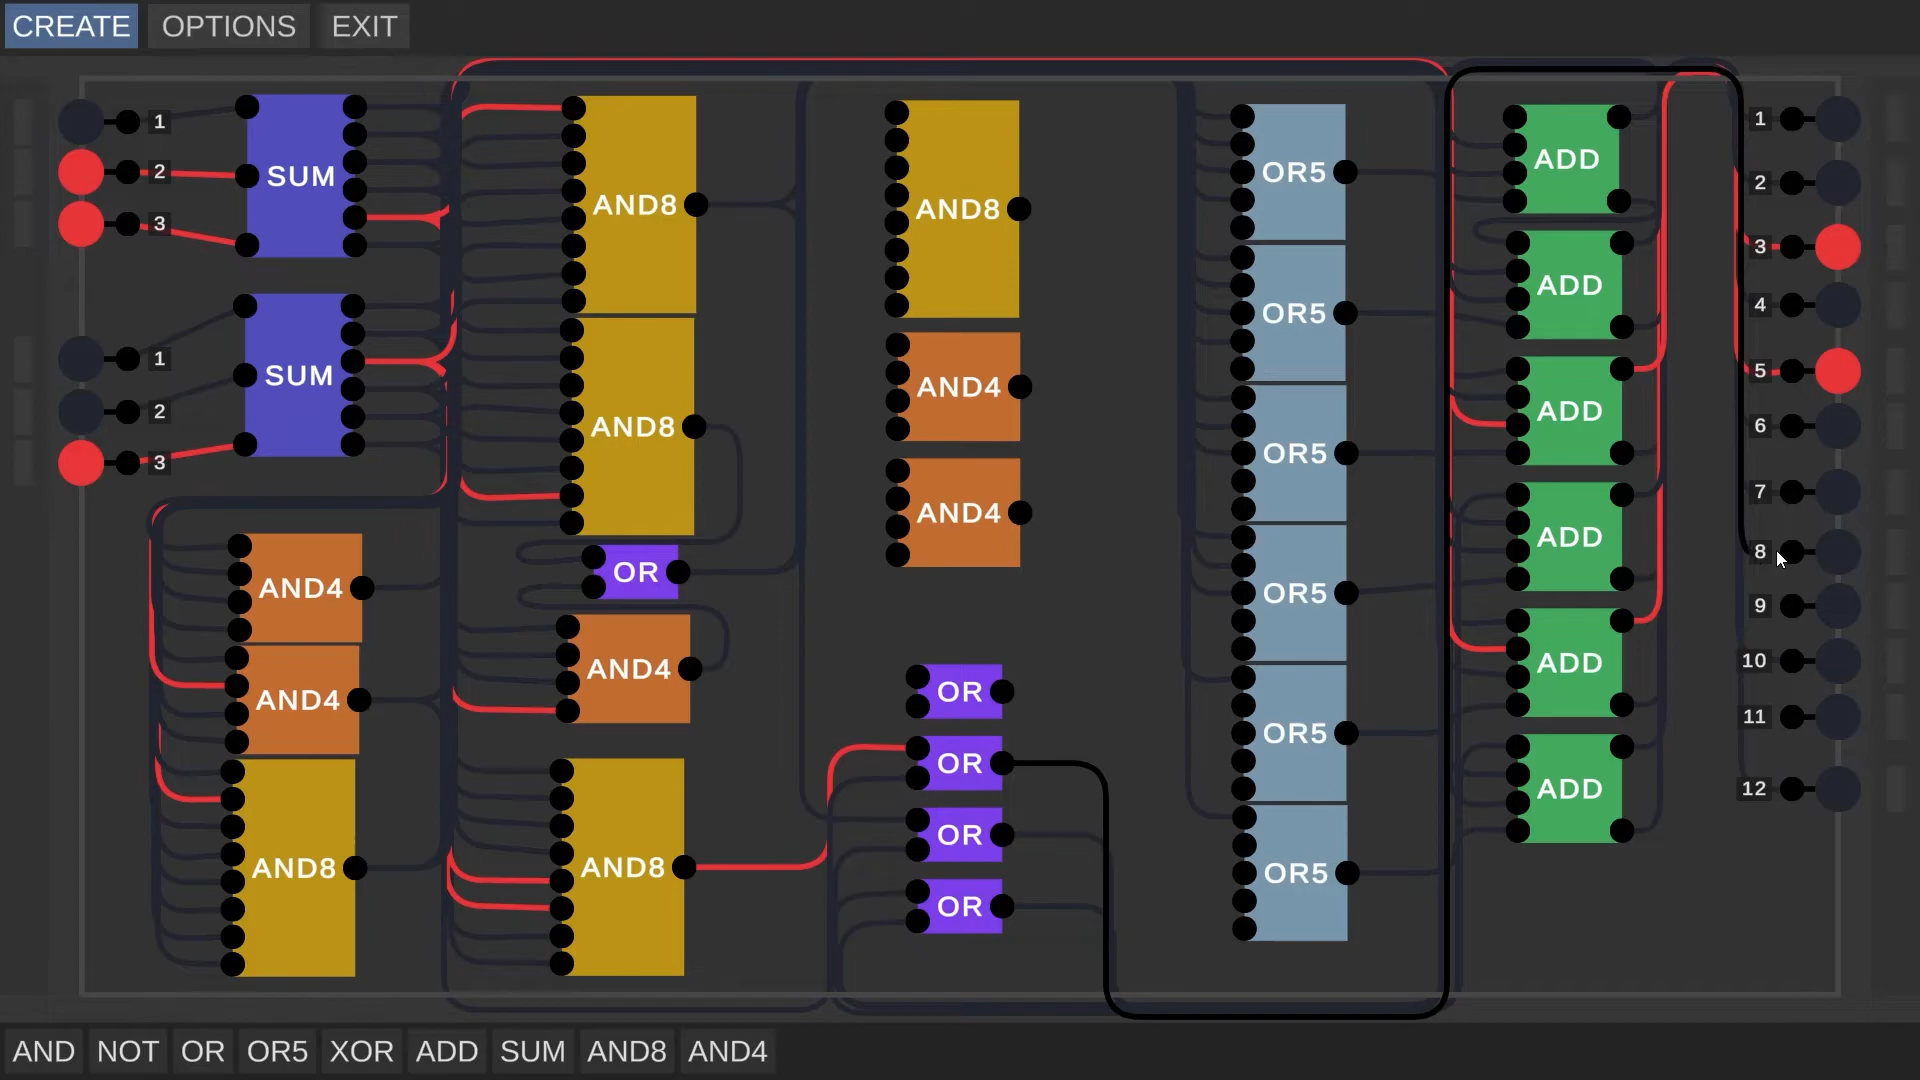 CREATE OPTIONS EXIT
1
2
3
1
2
3
SUM
SUM
AND4
AND4
AND8
AND8
AND8
OR
AND4
AND8
AND8
AND4
AND4
OR
OR
OR
OR
OR5
OR5
OR5
OR5
OR5
OR5
ADD
ADD
ADD
ADD
ADD
ADD
1
2
3
4
5
6
7
8
9
10
11
12
AND NOT OR OR5 XOR ADD SUM AND8 AND4